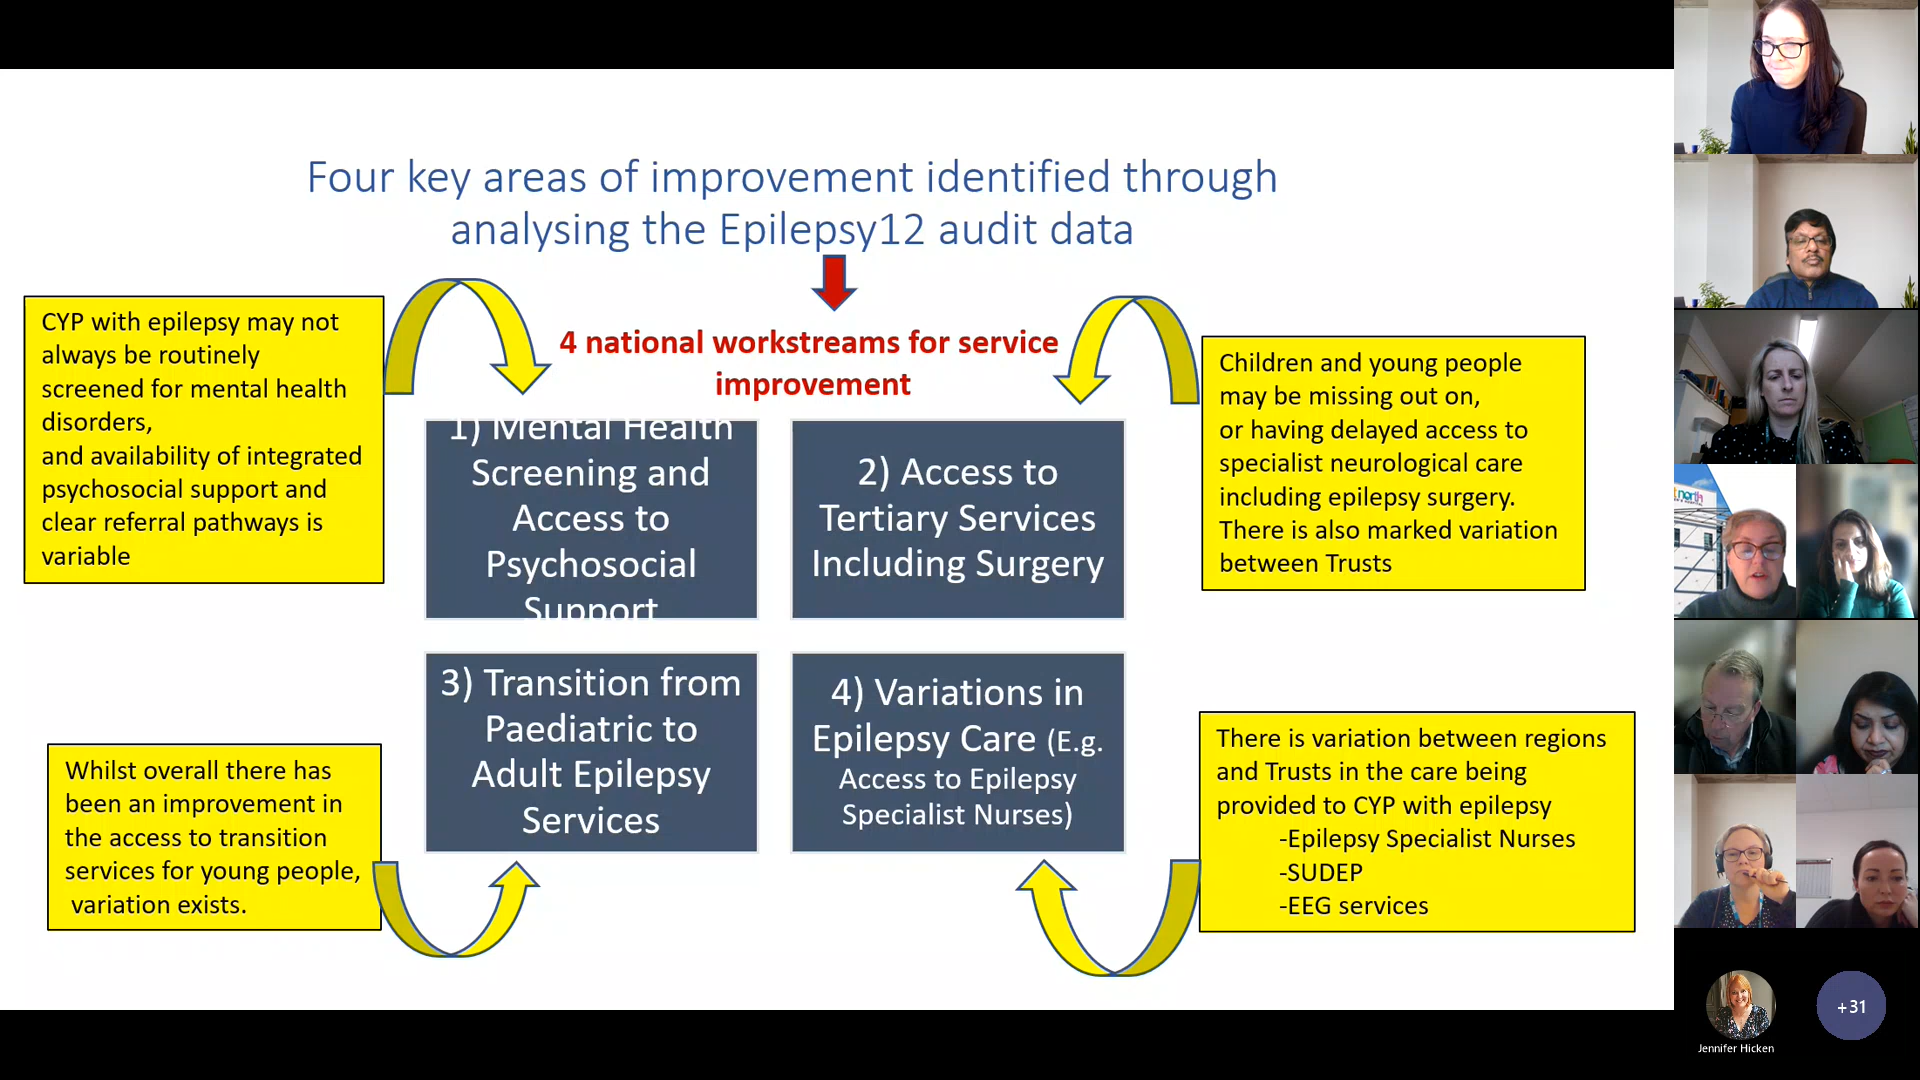 Four key areas of improvement identified through
analysing the Epilepsy12 audit data
4 national workstreams for service
improvement
CYP with epilepsy may not
always be routinely
screened for mental health
disorders,
and availability of integrated
psychosocial support and
clear referral pathways is
variable
1) Mental Health
Screening and
Access to
Psychosocial
Support
2) Access to
Tertiary Services
Including Surgery
Children and young people
may be missing out on,
or having delayed access to
specialist neurological care
including epilepsy surgery.
There is also marked variation
between Trusts
Whilst overall there has
been an improvement in
the access to transition
services for young people,
variation exists.
3) Transition from
Paediatric to
Adult Epilepsy
Services
4) Variations in
Epilepsy Care (E.g.
Access to Epilepsy
Specialist Nurses)
There is variation between regions
and Trusts in the care being
provided to CYP with epilepsy
-Epilepsy Specialist Nurses
-SUDEP
-EEG services
Jennifer Hicken
+31